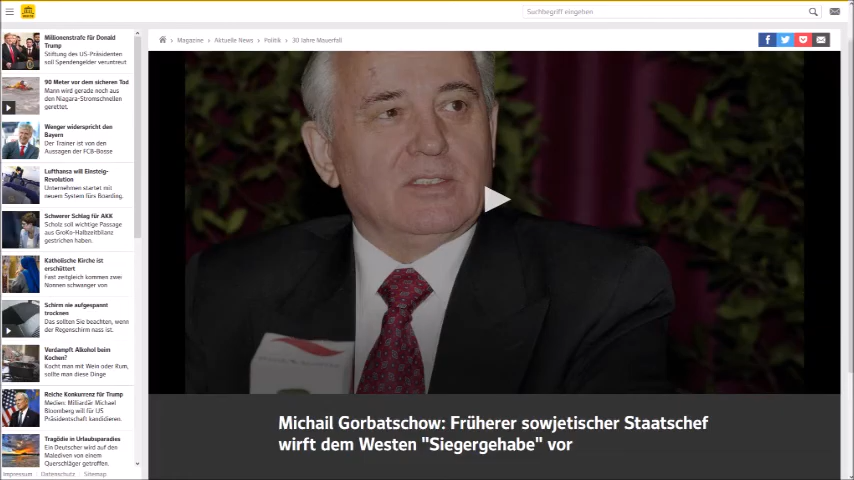 Suchbegriff eingeben
Magazine > Aktuelle News > Politik > 30 Jahre Mauerfall
Millionenstrafe für Donald
Trump
Stiftung des US-Präsidenten
soll Spendengelder veruntreut
90 Meter vor dem sicheren Tod
Mann wird gerade noch aus
den Niagara-Stromschnellen
gerettet.
Wenger widerspricht den
Bayern
Der Trainer ist von den
Aussagen der FCB-Bosse
Lufthansa will Einsteig-
Revolution
Unternehmen startet mit
neuem System fürs Boarding.
Schwerer Schlag für AKK
Scholz soll wichtige Passage
aus GroKo-Halbzeitbilanz
gestrichen haben.
Katholische Kirche ist
erschüttert
Fast zeitgleich kommen zwei
Nonnen schwanger von
Schirm nie aufgespannt
trocknen
Das sollten Sie beachten, wenn
der Regenschirm nass ist.
Verdampft Alkohol beim
Kochen?
Kocht man mit Wein oder Rum,
sollte man diese Dinge
Reiche Konkurrenz für Trump
Medien: Milliardär Michael
Bloomberg will für US
Präsidentschaft kandidieren.
Tragödie in Urlaubsparadies
Ein Deutscher wird auf den
Malediven von einem
Querschläger getroffen.
Impressum Datenschutz Sitemap
Michail Gorbatschow: Früherer sowjetischer Staatschef
wirft dem Westen "Siegergehabe" vor